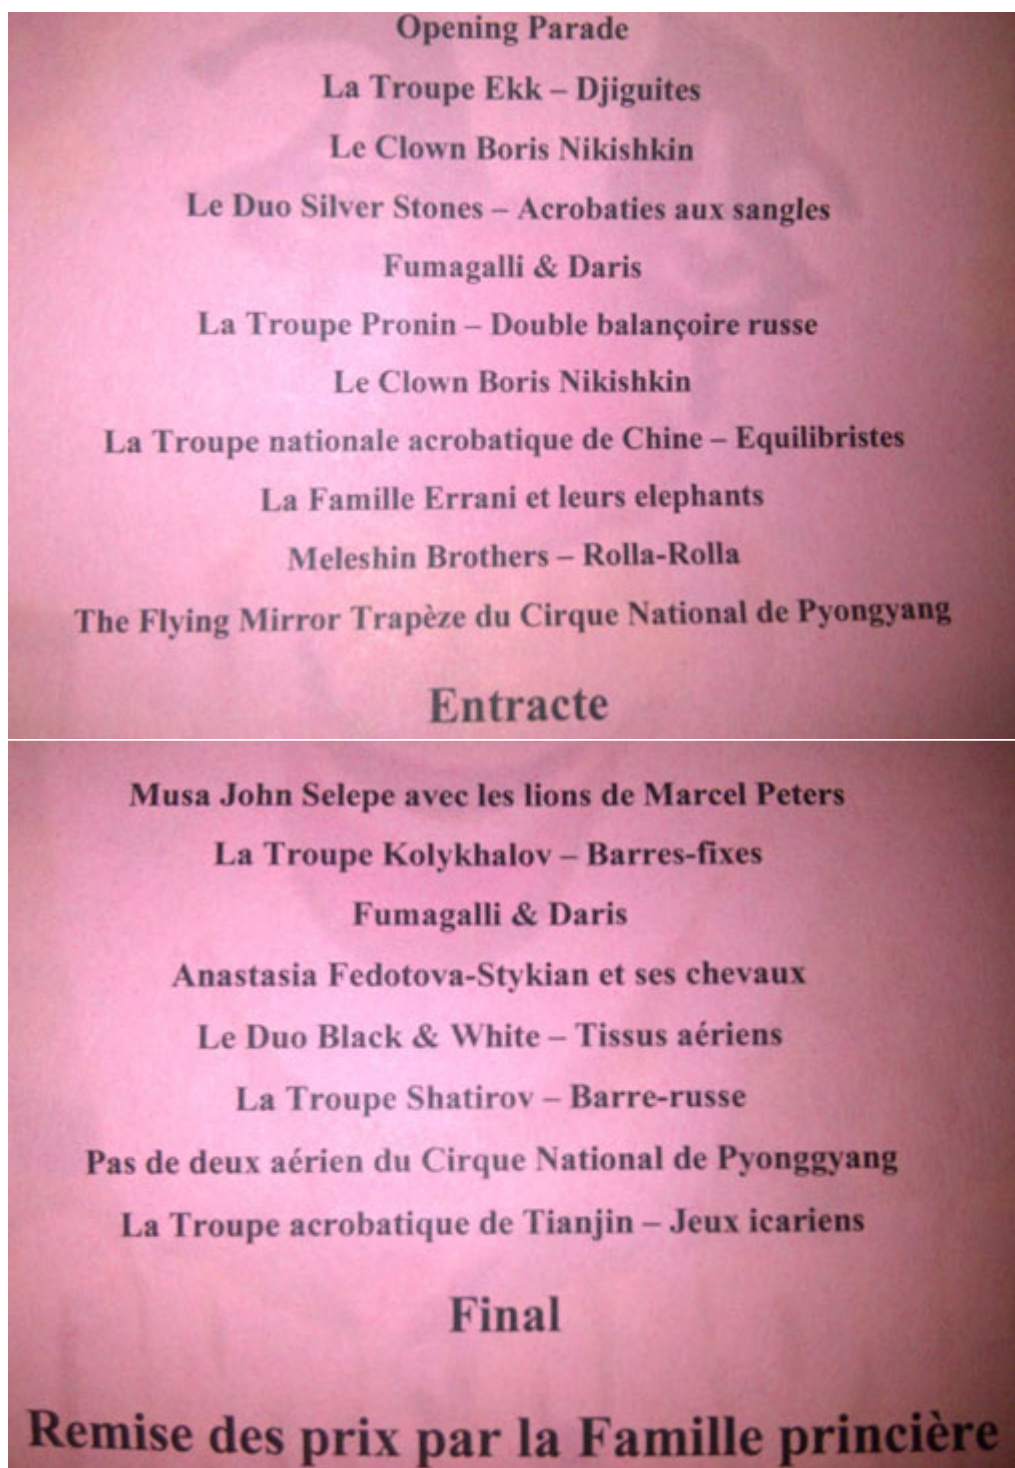 Opening Parade
La Troupe Ekk – Djiguites
Le Clown Boris Nikishkin
Le Duo Silver Stones – Acrobaties aux sangles
Fumagalli & Daris
La Troupe Pronin – Double balançoire russe
Le Clown Boris Nikishkin
La Troupe nationale acrobatique de Chine – Equilibristes
La Famille Errani et leurs elephants
Meleshin Brothers – Rolla-Rolla
The Flying Mirror Trapèze du Cirque National de Pyongyang
Entracte
Musa John Selepe avec les lions de Marcel Peters
La Troupe Kolykhalov – Barres-fixes
Fumagalli & Daris
Anastasia Fedotova-Stykian et ses chevaux
Le Duo Black & White – Tissus aériens
La Troupe Shatirov – Barre-russe
Pas de deux aérien du Cirque National de Pyonggyang
La Troupe acrobatique de Tianjin – Jeux icariens
Final
Remise des prix par la Famille princière